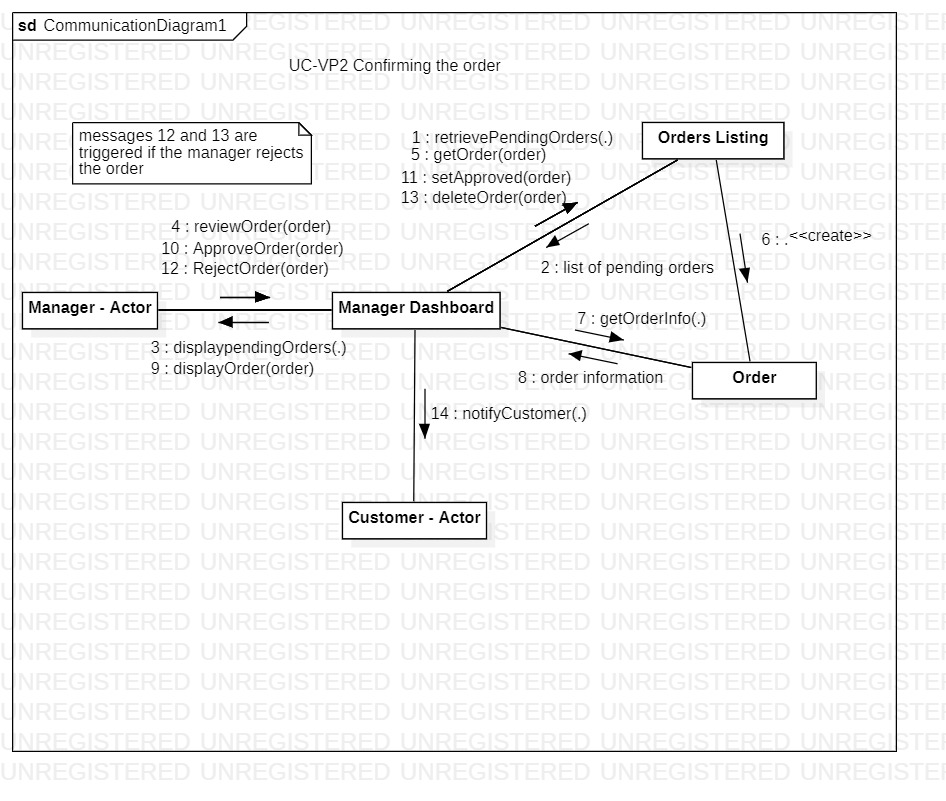 sd CommunicationDiagram1
UC-VP2 Confirming the order
messages 12 and 13 are
triggered if the manager rejects
the order
1 : retrievePendingOrders(.)
5 : getOrder(order)
11 : setApproved(order)
13 : deleteOrder(order)
Orders Listing
4 : reviewOrder(order)
10 : ApproveOrder(order)
12 : RejectOrder(order)
6 : .<<create>>
2 : list of pending orders
Manager - Actor
Manager Dashboard
7 : getOrderInfo(.)
3 : displaypendingOrders(.)
9 : displayOrder(order)
8 : order information
Order
14 : notifyCustomer(.)
Customer - Actor
UNREGISTERED